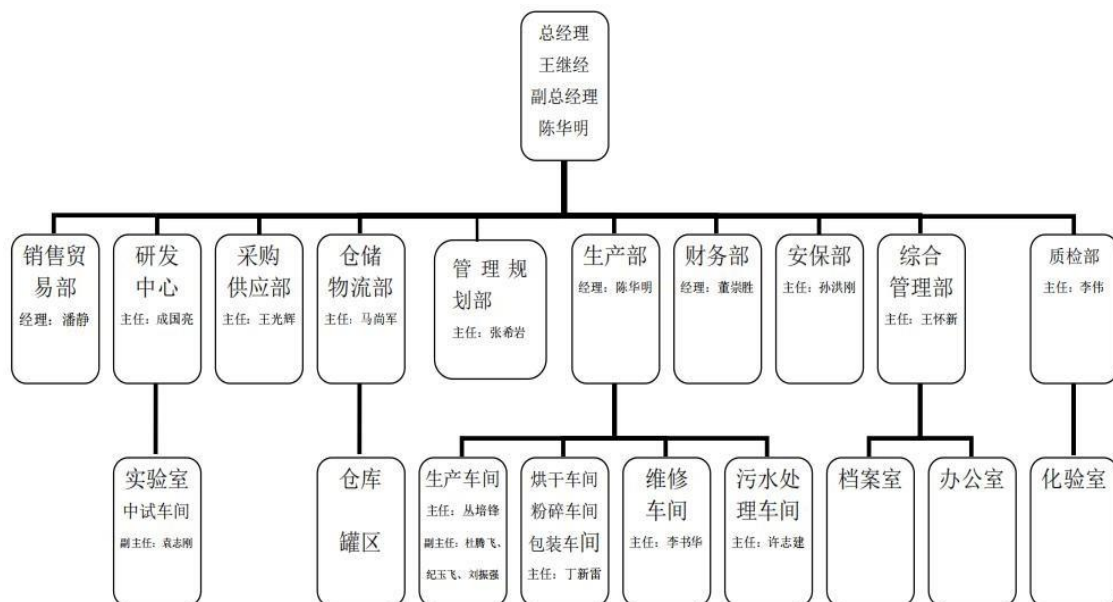 总经理
王继经
副总经理
陈华明
销售贸
易部
经理：潘静
研发
中心
主任：成国亮
采购
供应部
主任：王光辉
仓储
物流部
主任：马尚军
管理规
划部
主任：张希岩
生产部
经理：陈华明
财务部
经理：董崇胜
安保部
主任：孙洪刚
综合
管理部
主任：王怀新
质检部
主任：李伟
实验室
中试车间
副主任：袁志刚
仓库
罐区
生产车间
主任：丛培锋
副主任：杜腾飞、
纪玉飞、刘振强
烘干车间
粉碎车间
包装车间
主任：丁新雷
维修
车间
主任：李书华
污水处
理车间
主任：许志建
档案室
办公室
化验室